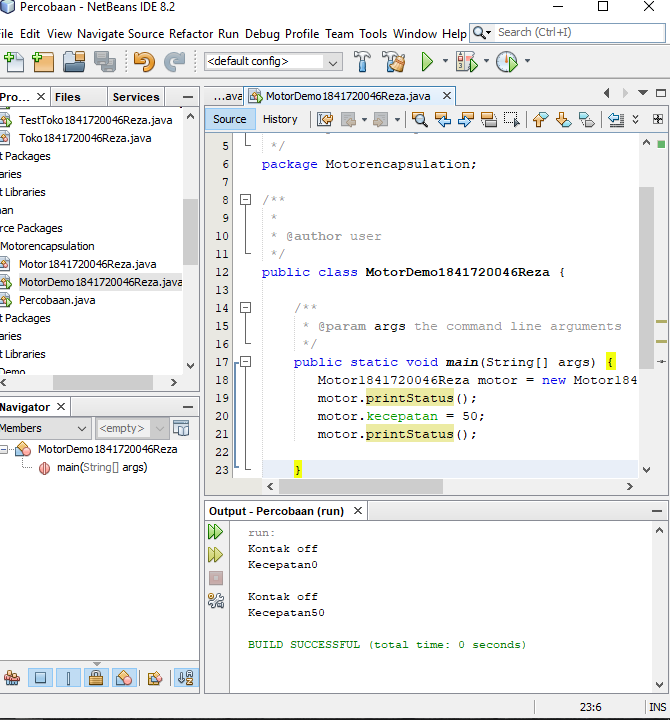 Percobaan - NetBeans IDE 8.2
File Edit View Navigate Source Refactor Run Debug Profile Team Tools Window Help
Search (Ctrl+I)
<default config>
Pro... Files Services
...ava MotorDemo1841720046Reza.java
Source History
TestToko1841720046Reza.java
Toko1841720046Reza.java
t Packages
aries
t Libraries
an
rce Packages
Motorencapsulation
Motor1841720046Reza.java
MotorDemo1841720046Reza.java
Percobaan.java
t Packages
aries
t Libraries
Demo
5 */
6 package Motorencapsulation;
7
8 /**
9 *
10 * @author user
11 */
12 public class MotorDemo1841720046Reza {
13
14 /**
15 * @param args the command line arguments
16 */
17 public static void main(String[] args) {
18 Motor1841720046Reza motor = new Motor184
19 motor.printStatus();
20 motor.kecepatan = 50;
21 motor.printStatus();
22
23 }
Navigator
Members <empty>
MotorDemo1841720046Reza
main(String[] args)
Output - Percobaan (run)
run:
Kontak off
Kecepatan0
Kontak off
Kecepatan50
BUILD SUCCESSFUL (total time: 0 seconds)
23:6 INS